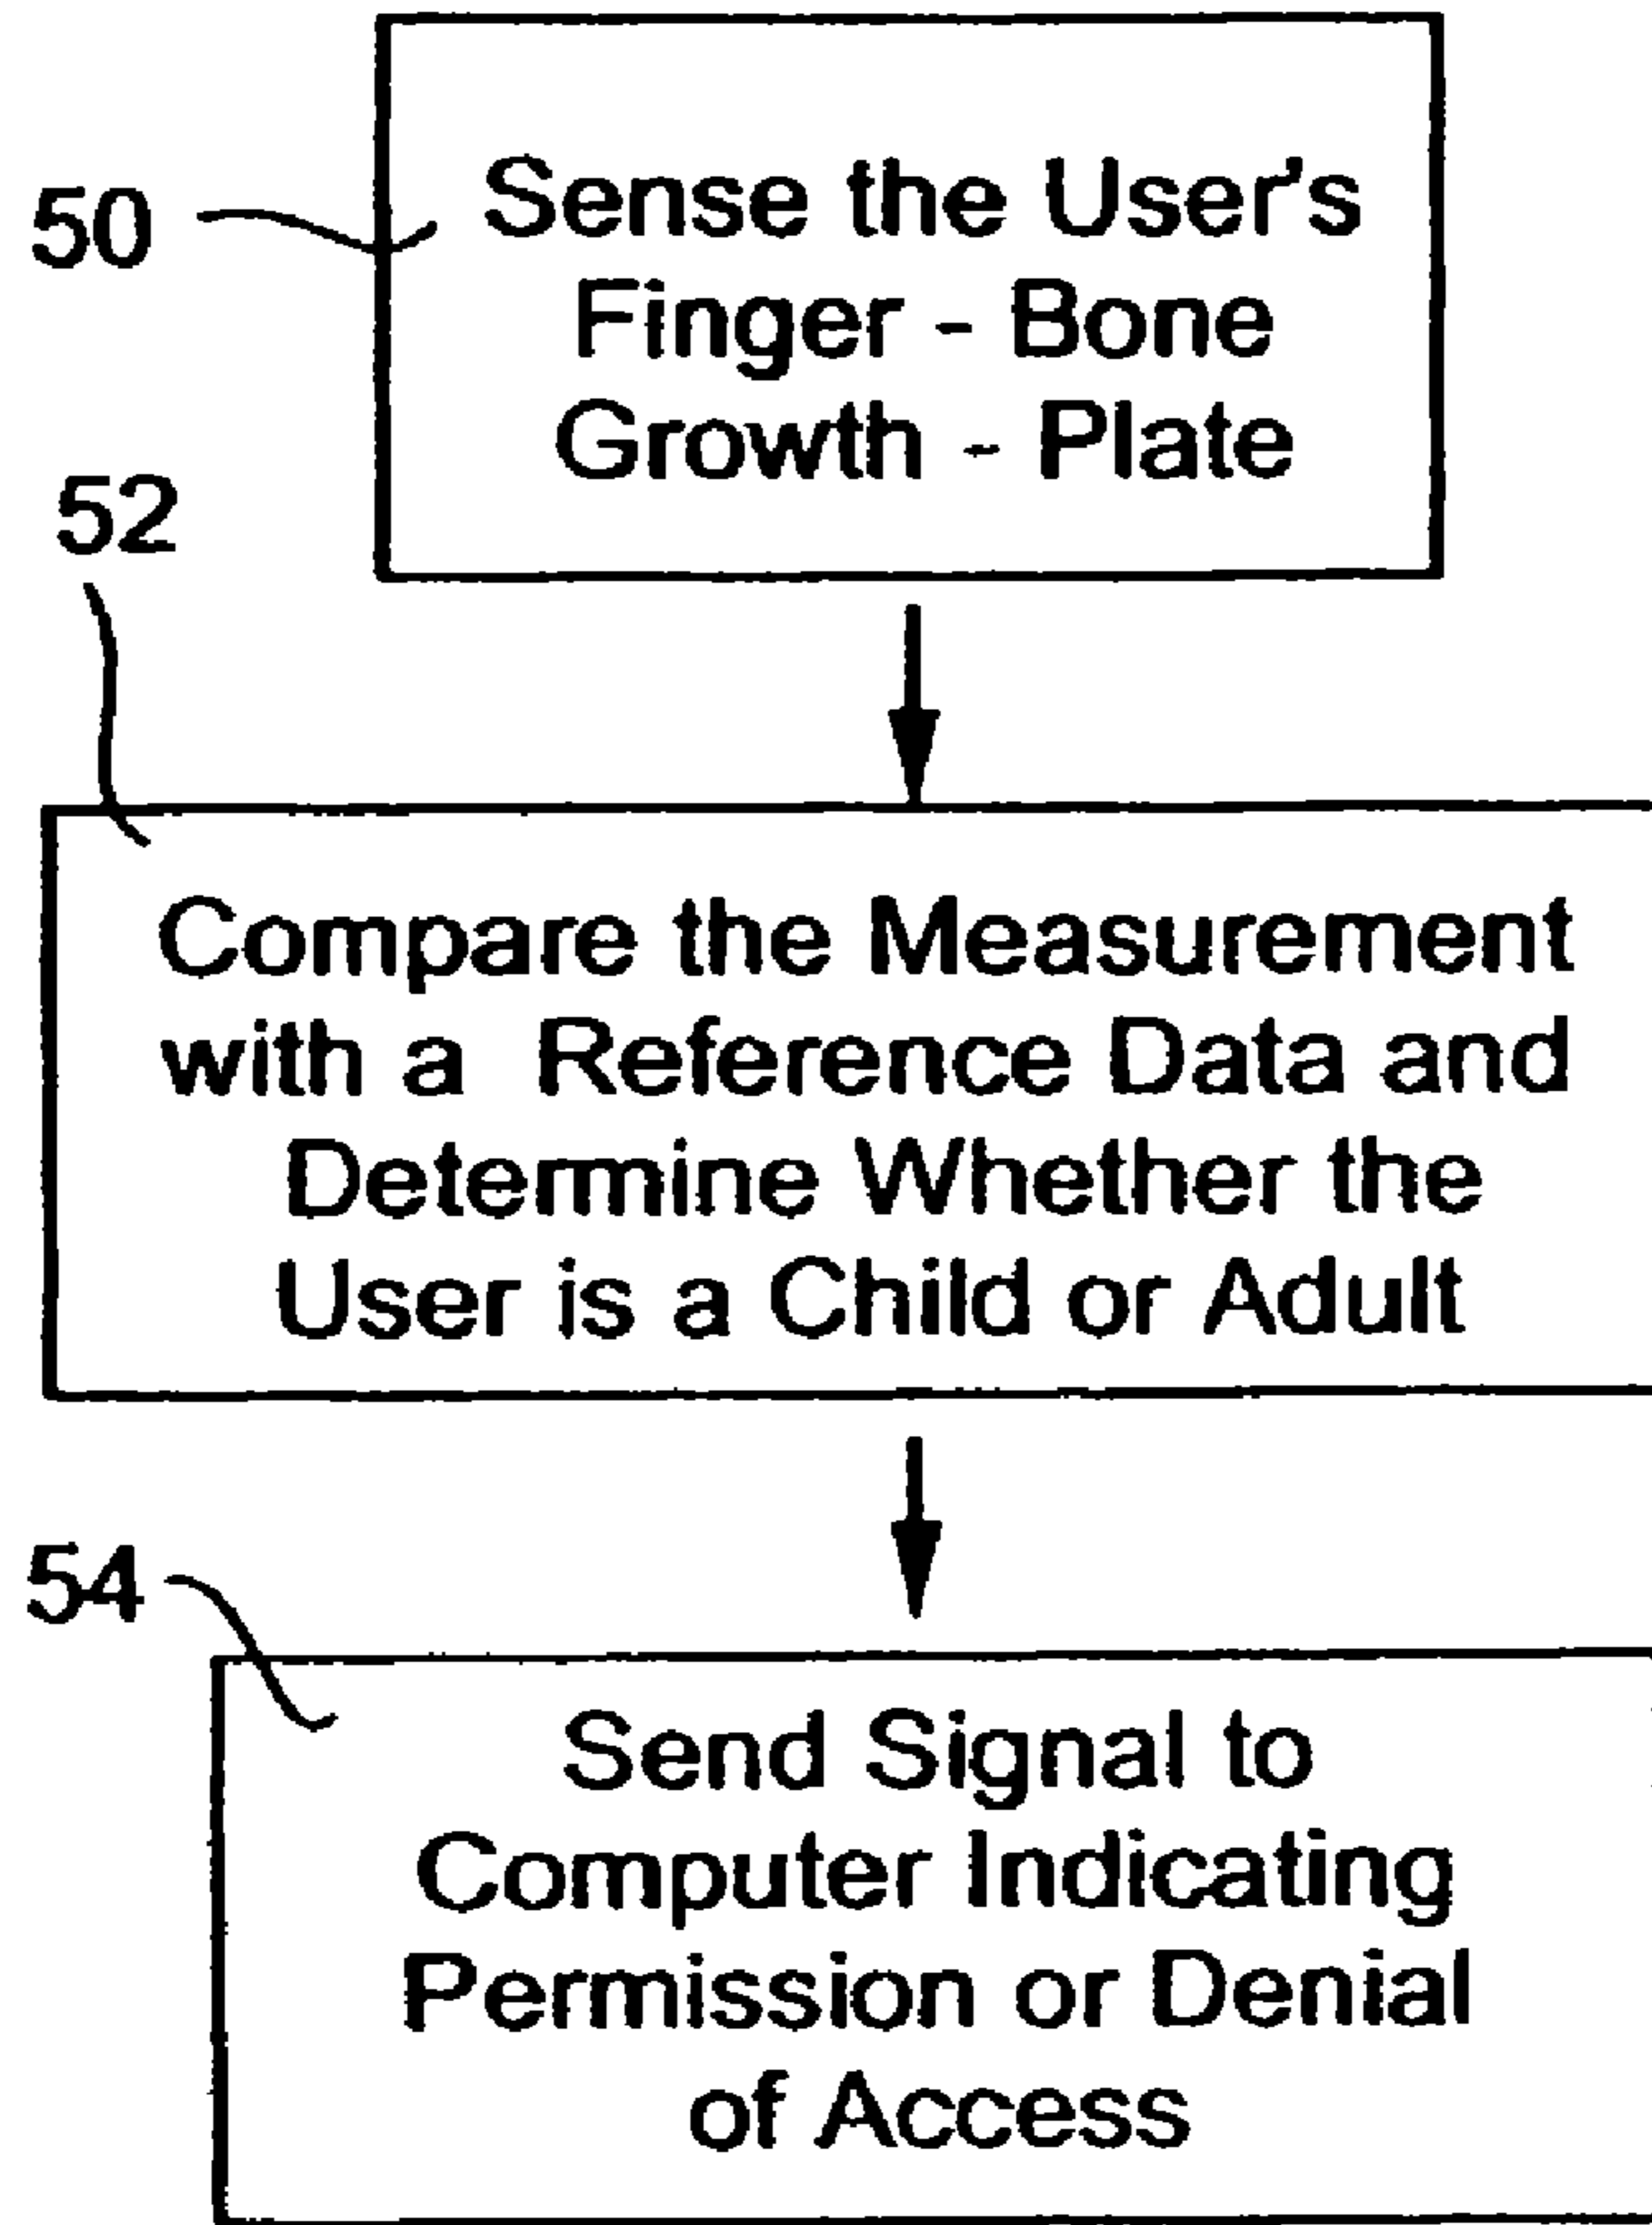 50
Sense the User's
Finger - Bone
Growth - Plate
52
Compare the Measurement
with a Reference Data and
Determine Whether the
User is a Child or Adult
54
Send Signal to
Computer Indicating
Permission or Denial
of Access